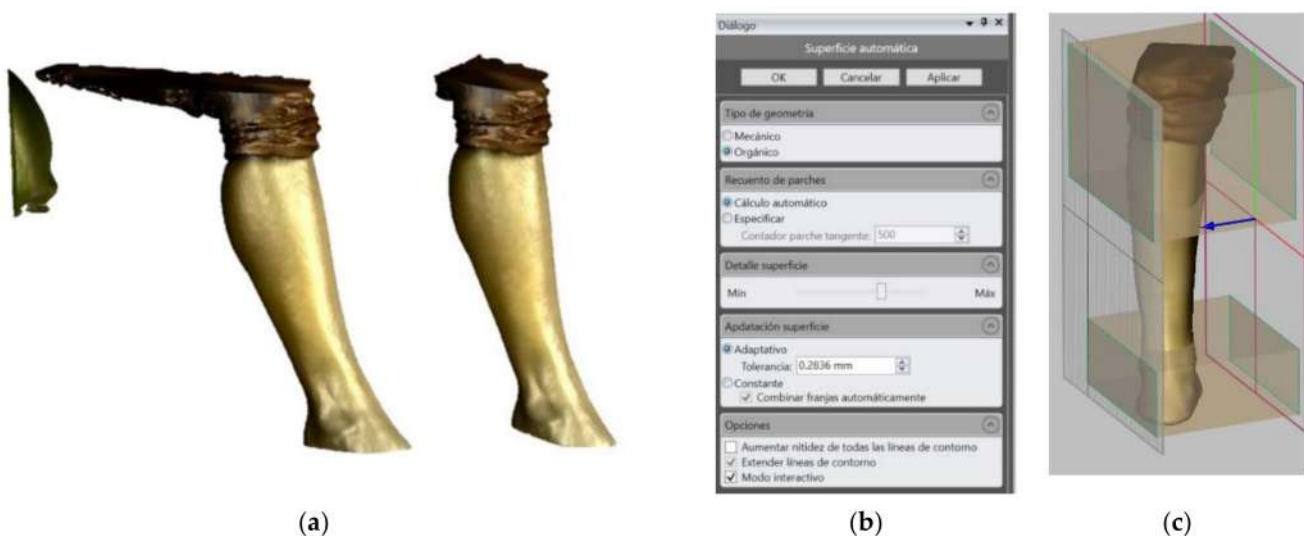 Diálogo
Superficie automática
OK Cancelar Aplicar
Tipo de geometría
Mecánico
Orgánico
Recuento de parches
Cálculo automático
Especificar
Contador parche tangente: 500
Detalle superficie
Mín Máx
Apdatación superficie
Adaptativo
Tolerancia: 0.2836 mm
Constante
Combinar franjas automáticamente
Opciones
Aumentar nitidez de todas las líneas de contorno
Extender líneas de contorno
Modo interactivo
(a) (b) (c)